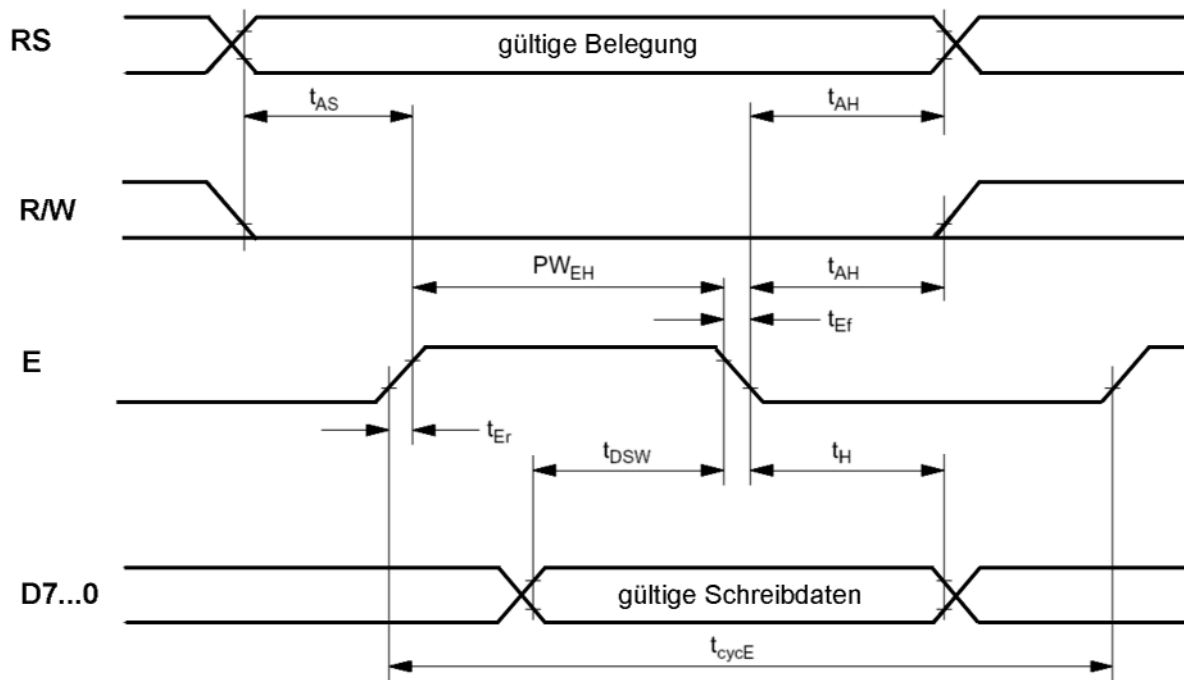 RS
gültige Belegung
tAS
tAH
R/W
PWEH
tAH
tEf
E
tEr
tDSW
tH
D7...0
gültige Schreibdaten
tcycE